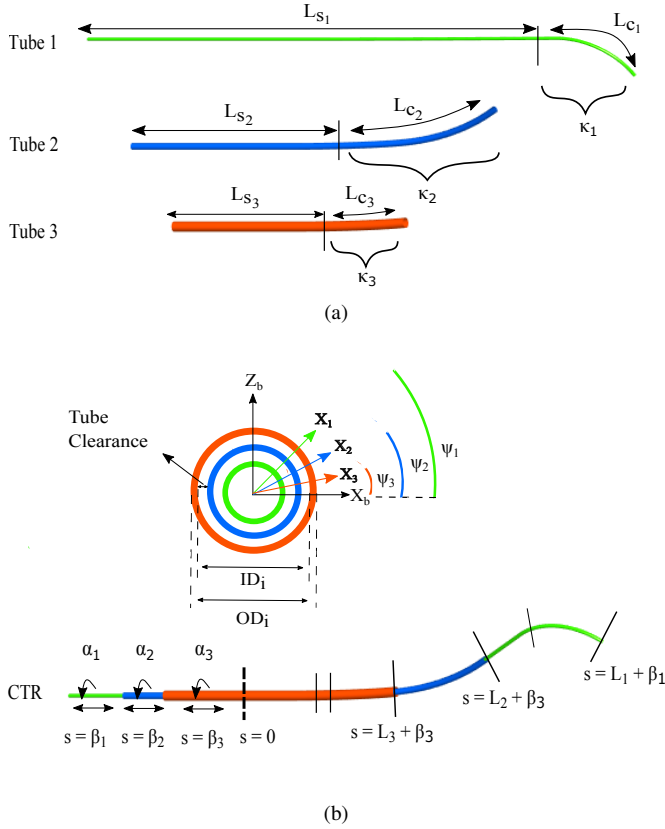 L_{S_1} L_{C_1}
Tube 1
κ_1
L_{S_2} L_{C_2}
Tube 2
κ_2
L_{S_3} L_{C_3}
Tube 3
κ_3
(a)
Z_b
Tube
Clearance
X_1
X_2
X_3
X_b
ψ_3 ψ_2 ψ_1
ID_i
OD_i
α_1 α_2 α_3
CTR
s = β_1 s = β_2 s = β_3 s = 0 s = L_3 + β_3 s = L_2 + β_3 s = L_1 + β_1
(b)